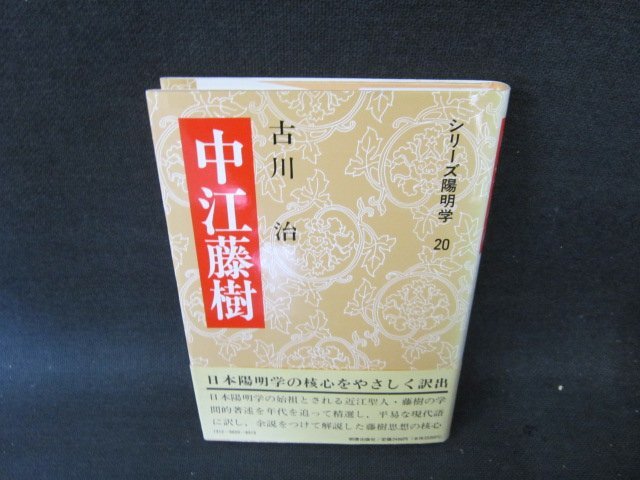 シリーズ陽明学 20
古川 治
中江藤樹
日本陽明学の核心をやさしく訳出
日本陽明学の始祖とされる近江聖人・藤樹の学
問的著述を年代を追って精選し、平易な現代語
に訳し、余説をつけて解説した藤樹思想の核心